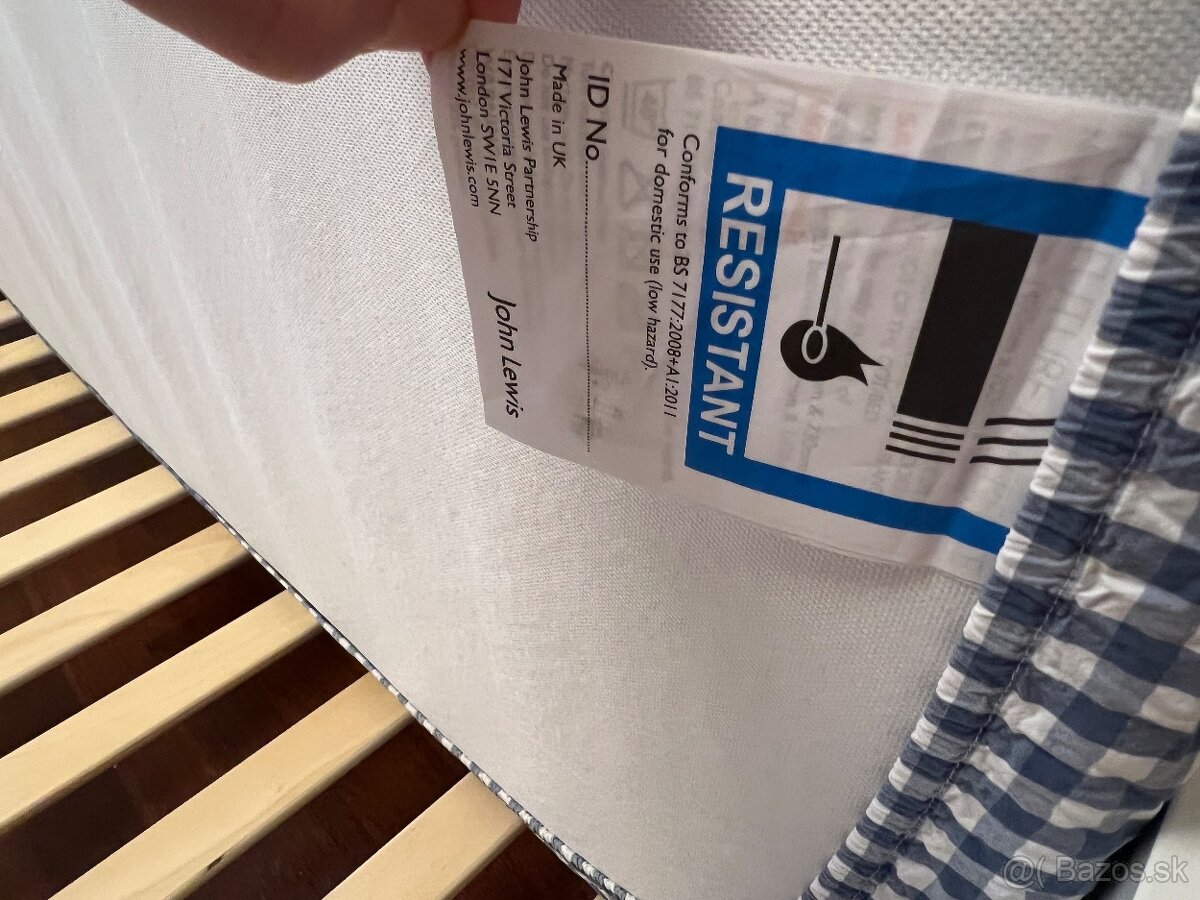 RESISTANT
Conforms to BS 7177:2008+A1:2011
for domestic use (low hazard).
ID No.............................................
Made in UK
John Lewis Partnership
171 Victoria Street
London SW1E 5NN
www.johnlewis.com
John Lewis
@( Bazos.sk